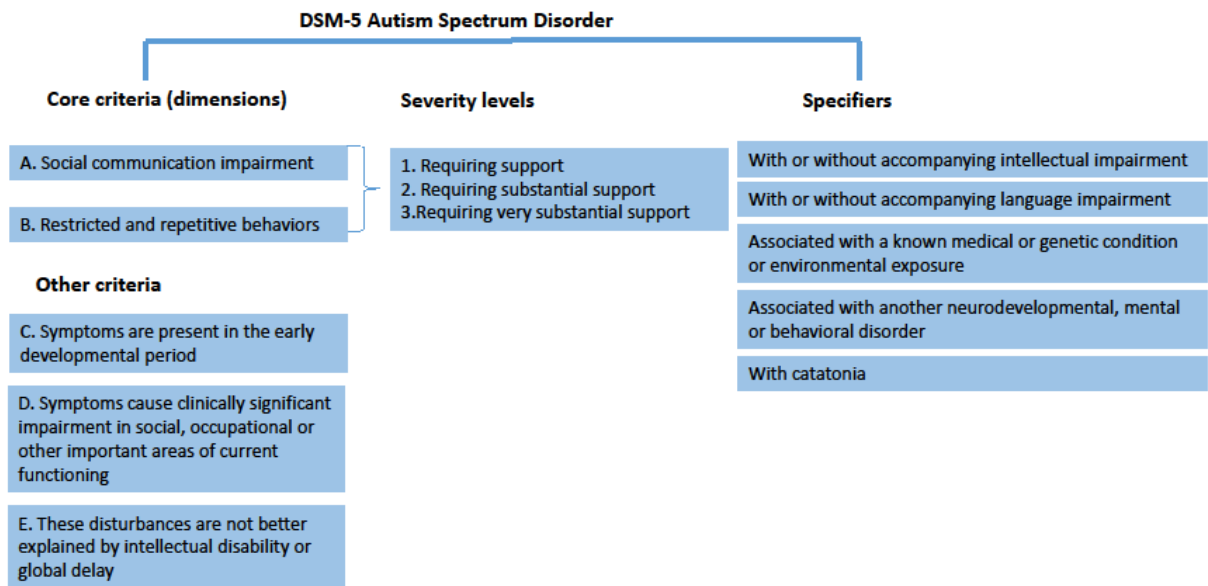 DSM-5 Autism Spectrum Disorder
Core criteria (dimensions)
A. Social communication impairment
B. Restricted and repetitive behaviors
Other criteria
C. Symptoms are present in the early
developmental period
D. Symptoms cause clinically significant
impairment in social, occupational or
other important areas of current
functioning
E. These disturbances are not better
explained by intellectual disability or
global delay
Severity levels
1. Requiring support
2. Requiring substantial support
3.Requiring very substantial support
Specifiers
With or without accompanying intellectual impairment
With or without accompanying language impairment
Associated with a known medical or genetic condition
or environmental exposure
Associated with another neurodevelopmental, mental
or behavioral disorder
With catatonia